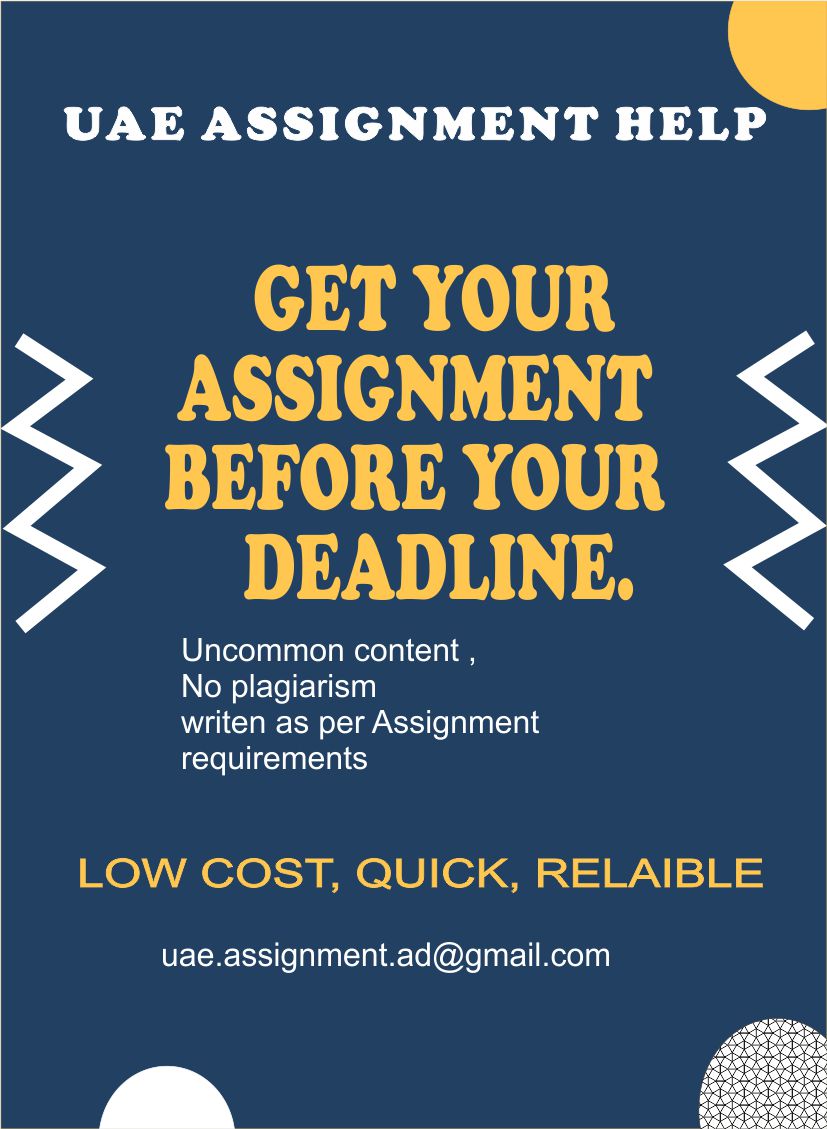 UAE ASSIGNMENT HELP
GET YOUR
ASSIGNMENT
BEFORE YOUR
DEADLINE.
Uncommon content ,
No plagiarism
writen as per Assignment
requirements
LOW COST, QUICK, RELAIBLE
uae.assignment.ad@gmail.com